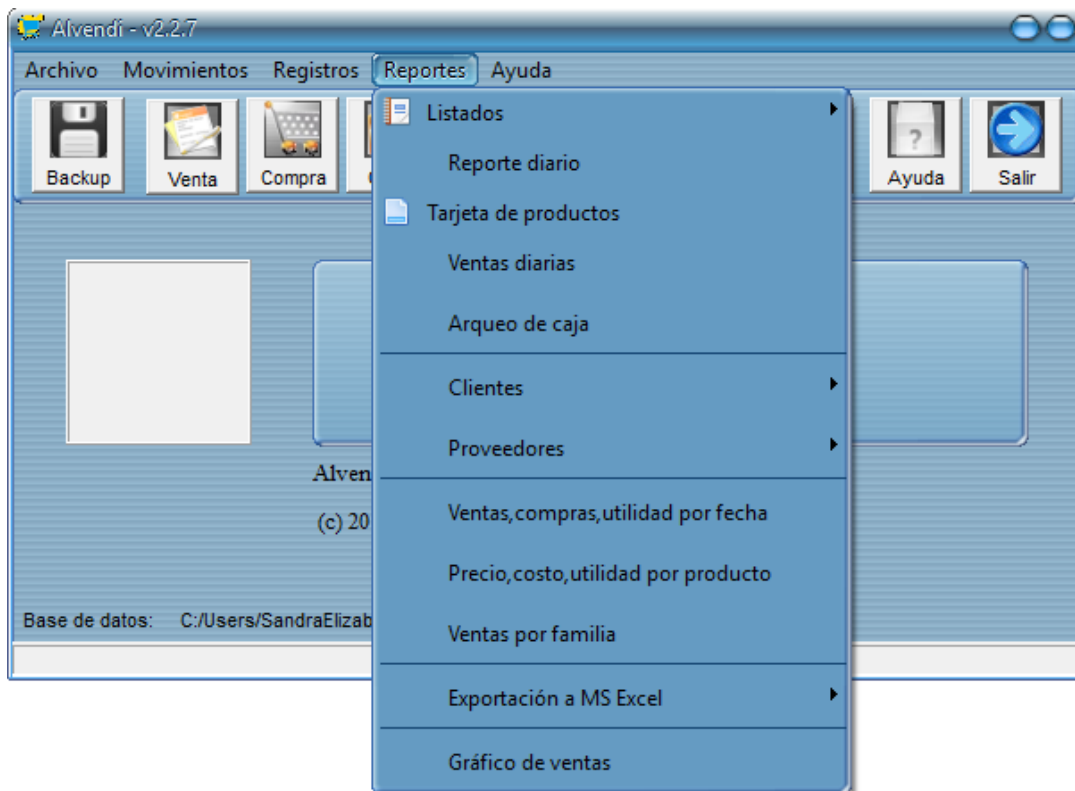 Alvendi - v2.2.7
Archivo Movimientos Registros Reportes Ayuda
Backup Venta Compra Ayuda Salir
Listados
Reporte diario
Tarjeta de productos
Ventas diarias
Arqueo de caja
Clientes
Proveedores
Ventas,compras,utilidad por fecha
Precio,costo,utilidad por producto
Ventas por familia
Exportación a MS Excel
Gráfico de ventas
Alven
(c) 20
Base de datos: C:/Users/SandraElizab